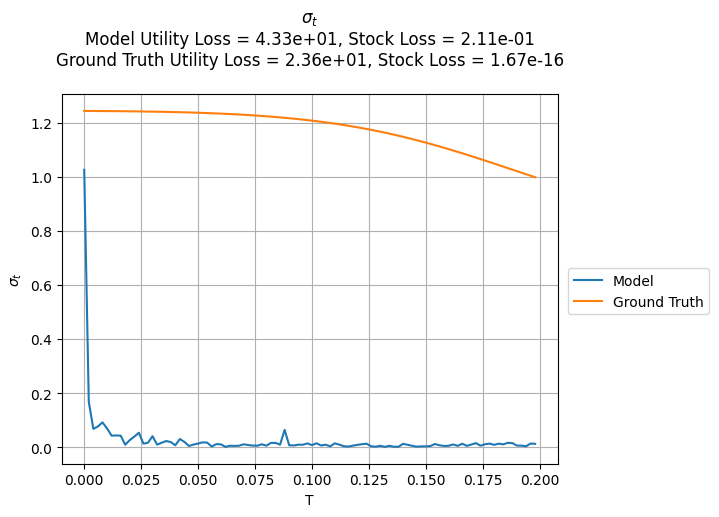 σₜ
Model Utility Loss = 4.33e+01, Stock Loss = 2.11e-01
Ground Truth Utility Loss = 2.36e+01, Stock Loss = 1.67e-16
σₜ
1.2
1.0
0.8
0.6
0.4
0.2
0.0
0.000 0.025 0.050 0.075 0.100 0.125 0.150 0.175 0.200
T
Model
Ground Truth